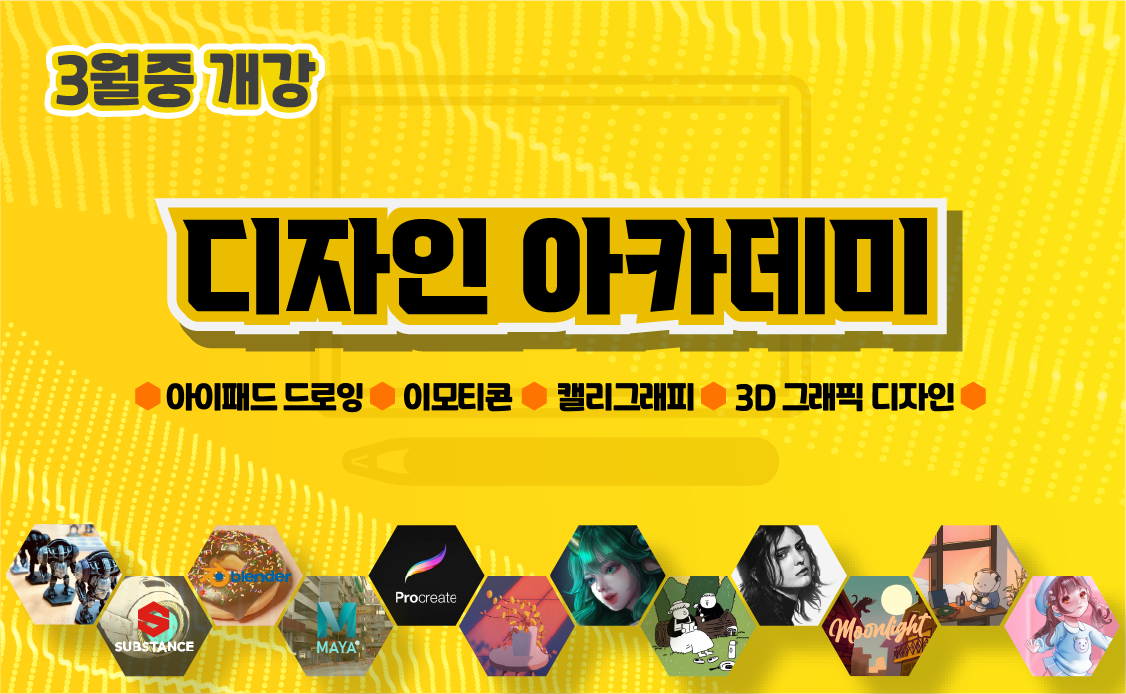 3월중 개강
디자인 아카데미
아이패드 드로잉 이모티콘 캘리그래피 3D 그래픽 디자인
blender
Procreate
SUBSTANCE
MAYA
Moonlight